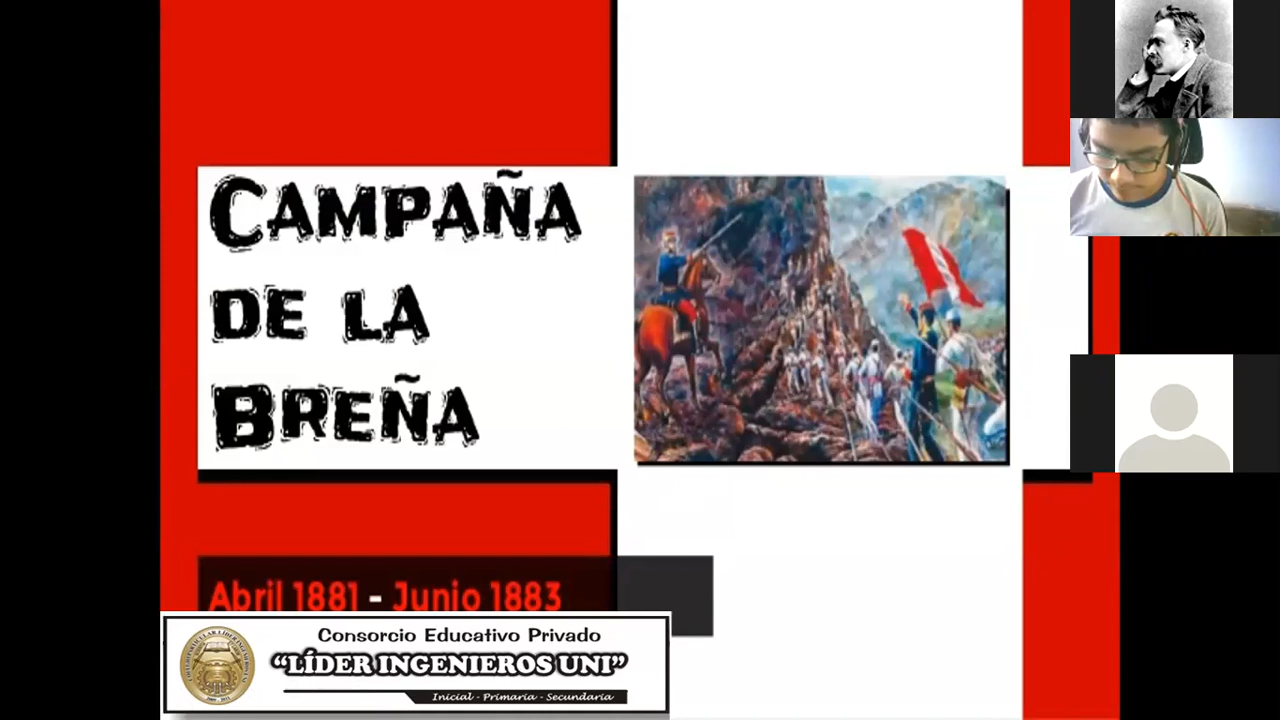 CAMPAÑA
DE LA
BREÑA
Abril 1881 - Junio 1883
Consorcio Educativo Privado
"LÍDER INGENIEROS UNI"
Inicial - Primaria - Secundaria